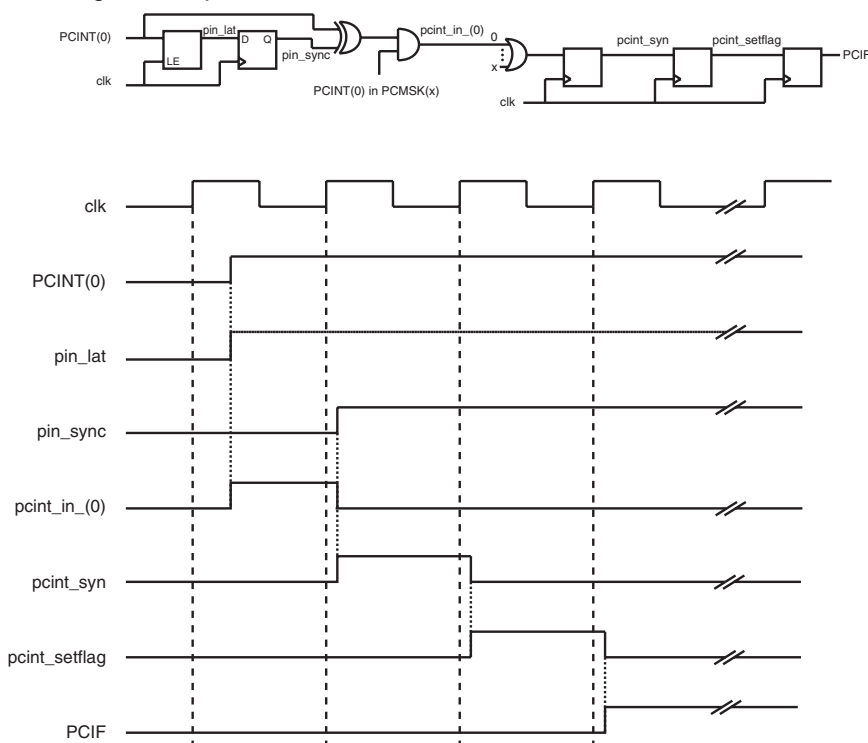 PCINT(0)
pin_lat
D Q
LE
pin_sync
clk
PCINT(0) in PCMSK(x)
pcint_in_(0)
0
x
clk
pcint_syn
pcint_setflag
PCIF
clk
PCINT(0)
pin_lat
pin_sync
pcint_in_(0)
pcint_syn
pcint_setflag
PCIF